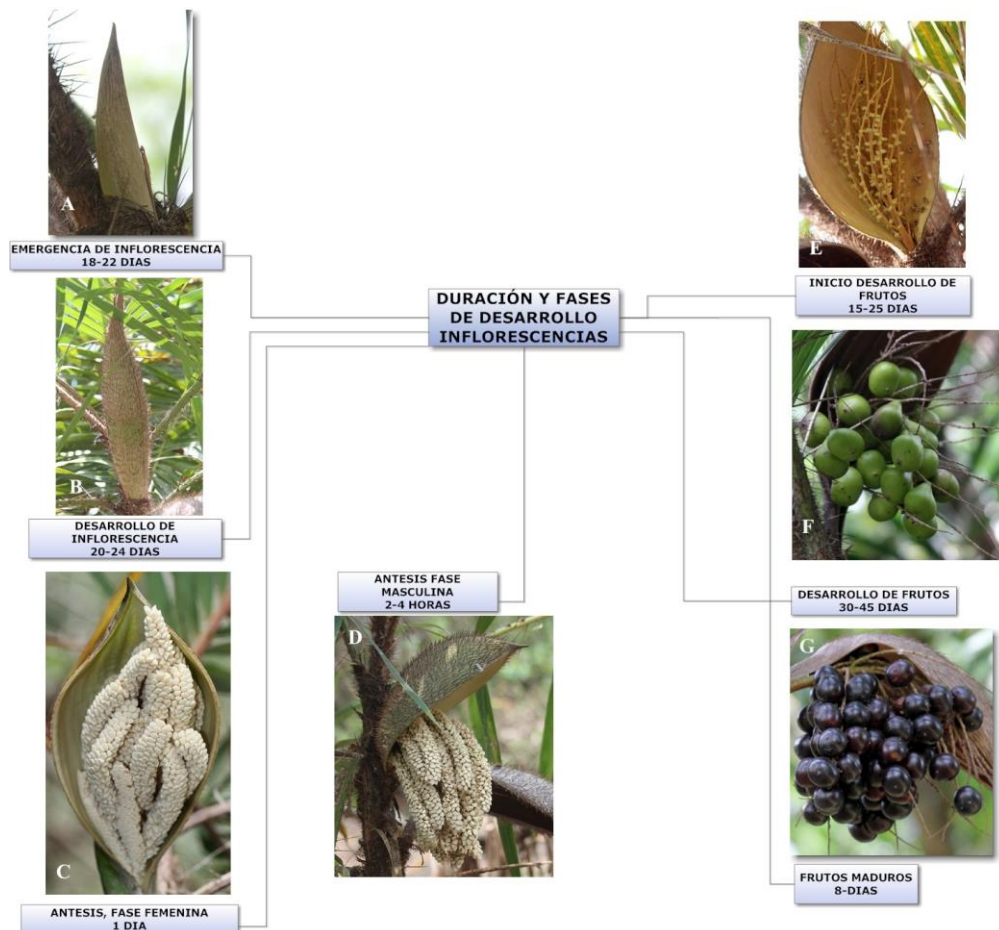 A
EMERGENCIA DE INFLORESCENCIA
18-22 DIAS
B
DESARROLLO DE
INFLORESCENCIA
20-24 DIAS
C
ANTESIS, FASE FEMENINA
1 DIA
DURACIÓN Y FASES
DE DESARROLLO
INFLORESCENCIAS
ANTESIS FASE
MASCULINA
2-4 HORAS
D
E
INICIO DESARROLLO DE
FRUTOS
15-25 DIAS
F
DESARROLLO DE FRUTOS
30-45 DIAS
G
FRUTOS MADUROS
8-DIAS